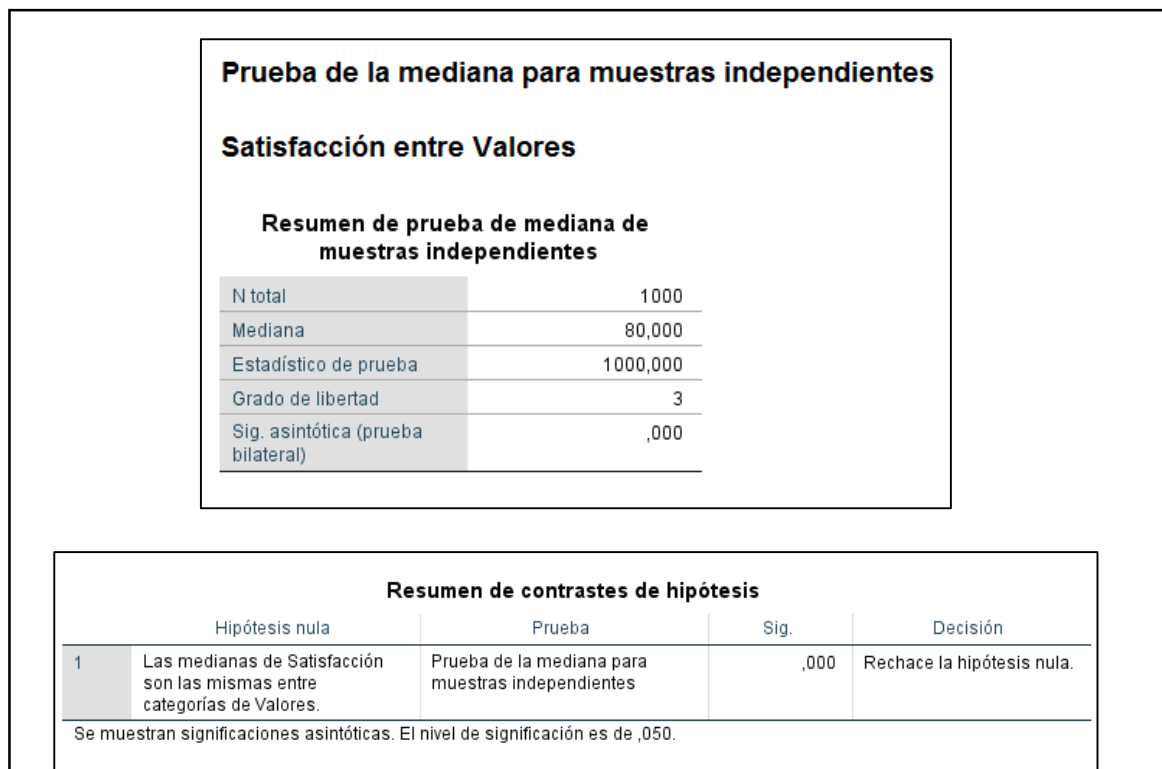 Prueba de la mediana para muestras independientes
Satisfacción entre Valores
Resumen de prueba de mediana de
muestras independientes
N total 1000
Mediana 80,000
Estadístico de prueba 1000,000
Grado de libertad 3
Sig. asintótica (prueba
bilateral) ,000
Resumen de contrastes de hipótesis
Hipótesis nula Prueba Sig. Decisión
1 Las medianas de Satisfacción Prueba de la mediana para ,000 Rechace la hipótesis nula.
son las mismas entre muestras independientes
categorías de Valores.
Se muestran significaciones asintóticas. El nivel de significación es de ,050.